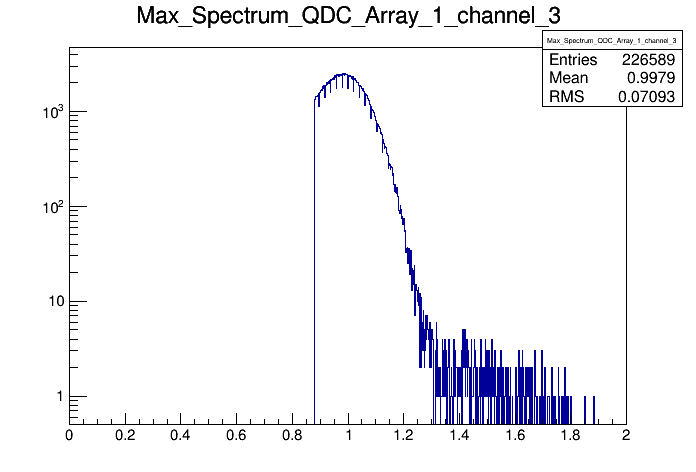 Max_Spectrum_QDC_Array_1_channel_3
Max_Spectrum_QDC_Array_1_channel_3
Entries 226589
Mean 0.9979
RMS 0.07093
10³
10²
10
1
0 0.2 0.4 0.6 0.8 1 1.2 1.4 1.6 1.8 2